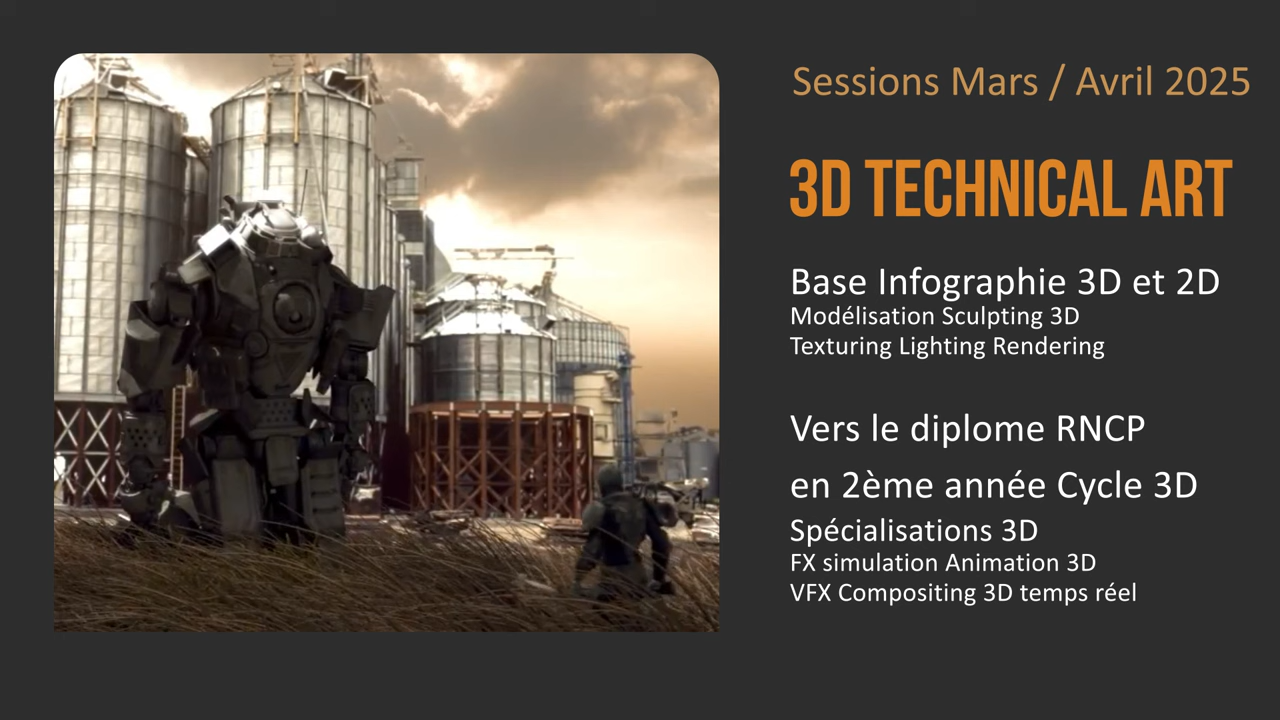 Sessions Mars / Avril 2025
3D TECHNICAL ART
Base Infographie 3D et 2D
Modélisation Sculpting 3D
Texturing Lighting Rendering
Vers le diplome RNCP
en 2ème année Cycle 3D
Spécialisations 3D
FX simulation Animation 3D
VFX Compositing 3D temps réel